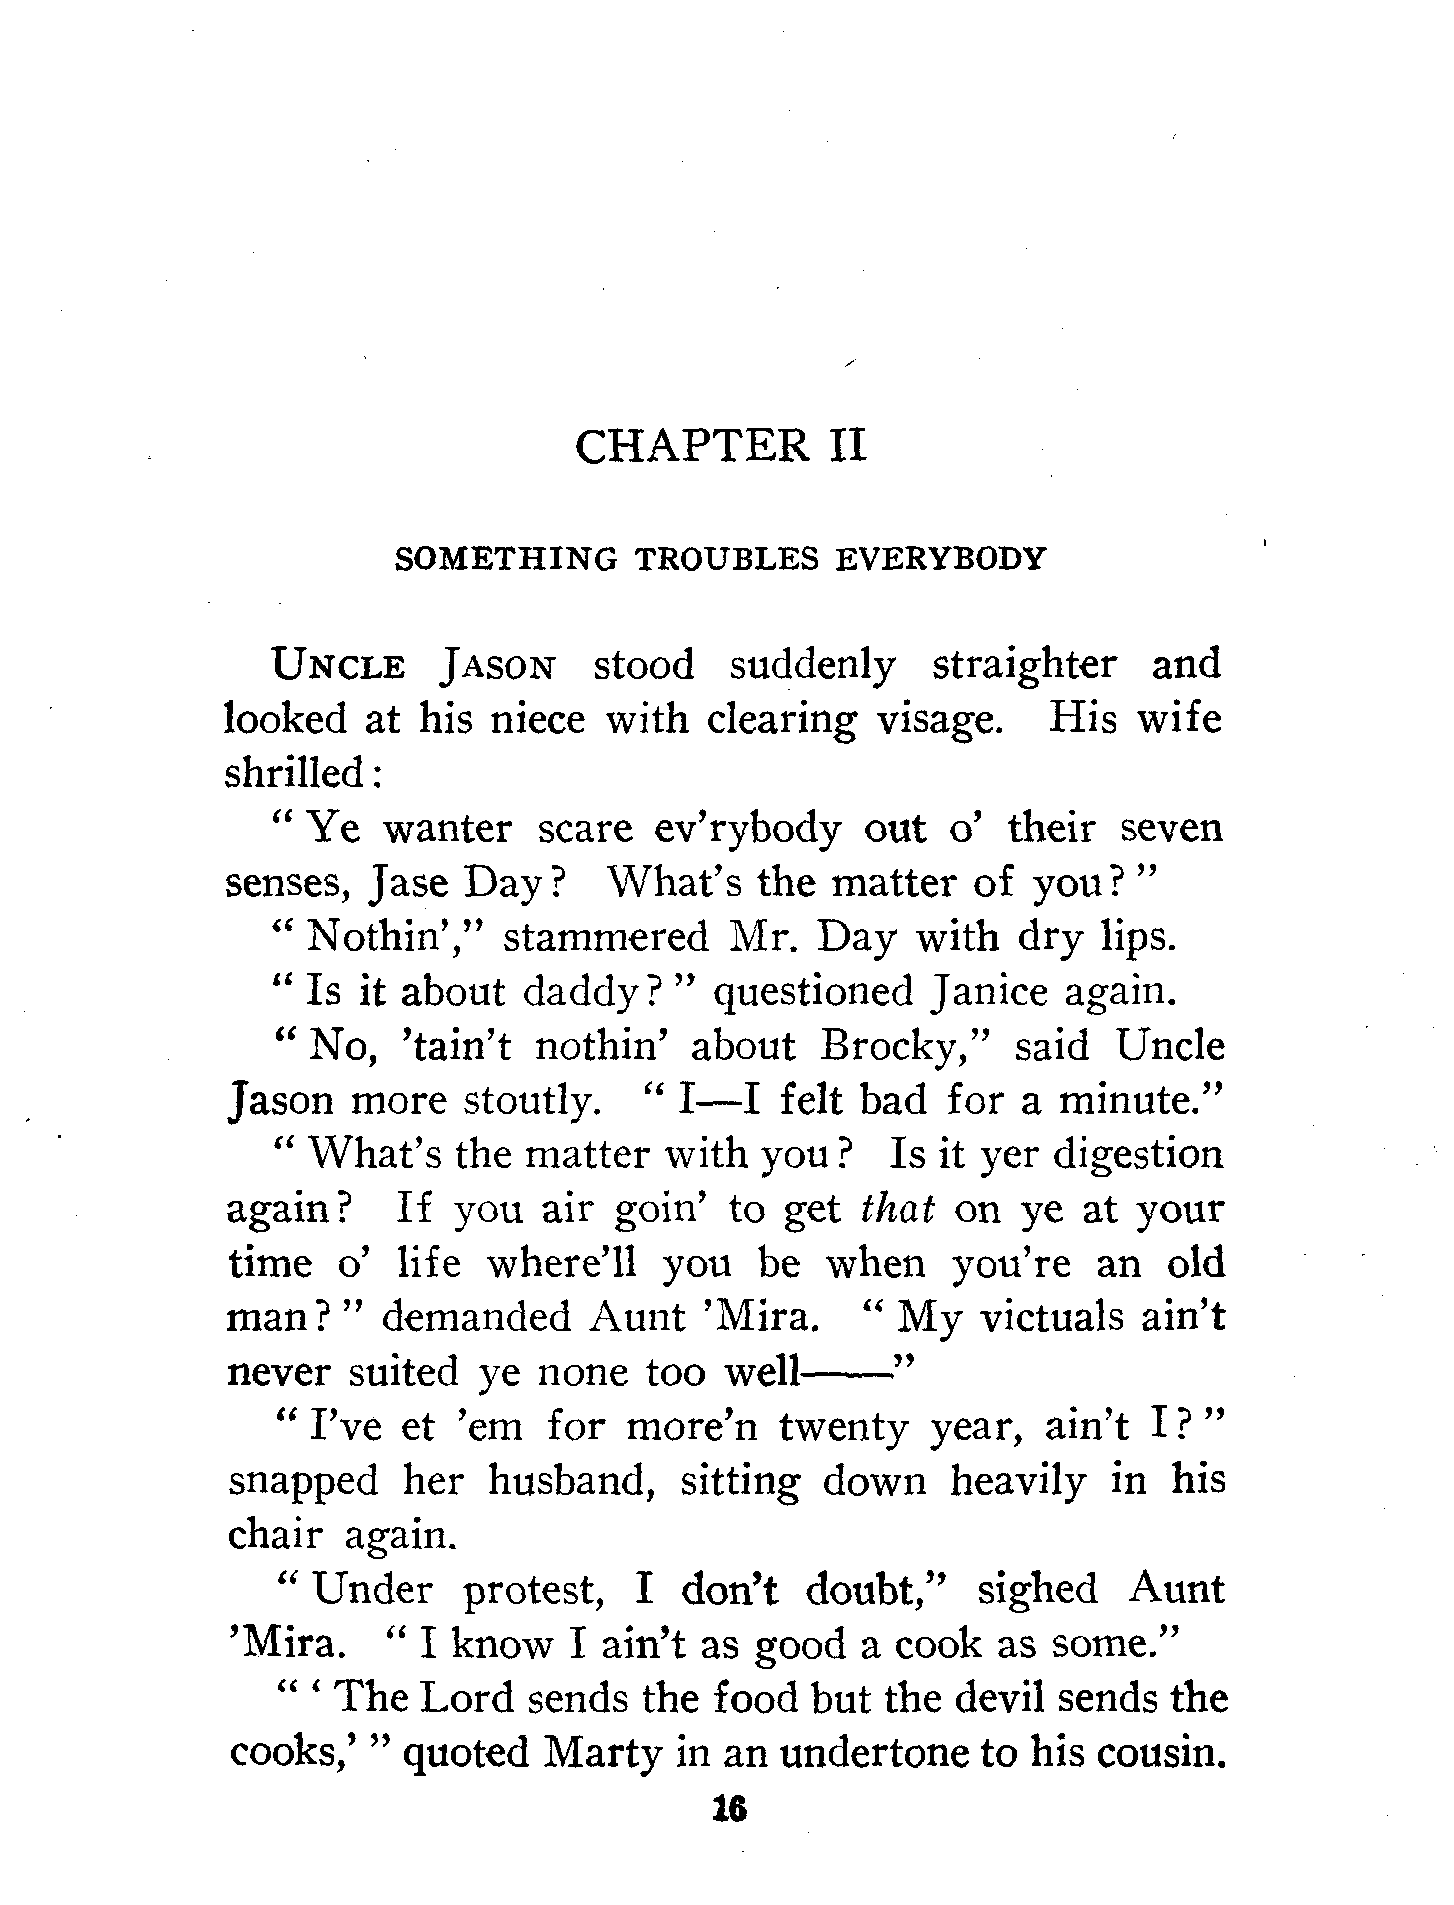 CHAPTER II
SOMETHING TROUBLES EVERYBODY
UNCLE JASON stood suddenly straighter and
looked at his niece with clearing visage. His wife
shrilled:
“Ye wanter scare ev’rybody out o’ their seven
senses, Jase Day? What’s the matter of you?”
“Nothin’,” stammered Mr. Day with dry lips.
“Is it about daddy?” questioned Janice again.
“No, ’tain’t nothin’ about Brocky,” said Uncle
Jason more stoutly. “I—I felt bad for a minute.”
“What’s the matter with you? Is it yer digestion
again? If you air goin’ to get that on ye at your
time o’ life where’ll you be when you’re an old
man?” demanded Aunt ’Mira. “My victuals ain’t
never suited ye none too well——”
“I’ve et ’em for more’n twenty year, ain’t I?”
snapped her husband, sitting down heavily in his
chair again.
“Under protest, I don’t doubt,” sighed Aunt
’Mira. “I know I ain’t as good a cook as some.”
“‘The Lord sends the food but the devil sends the
cooks,’” quoted Marty in an undertone to his cousin.
16